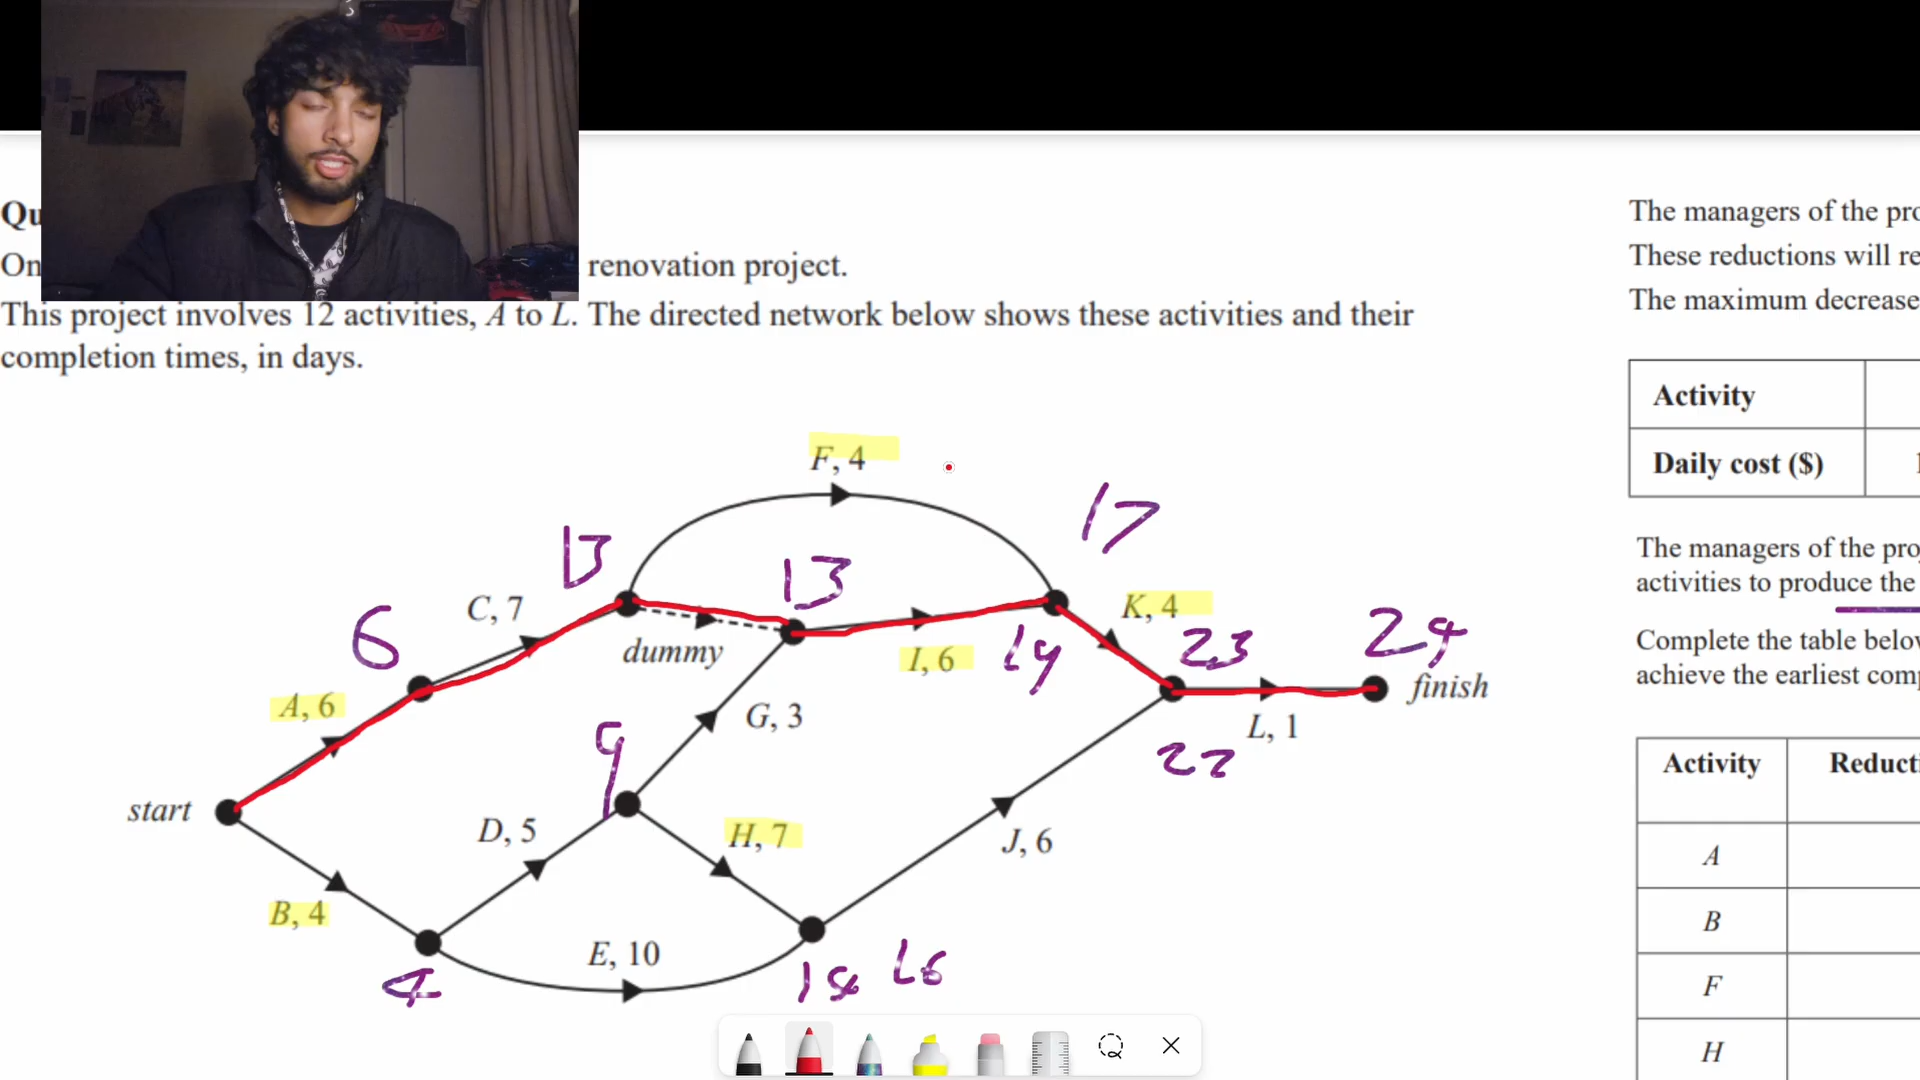 Qu
On renovation project.
This project involves 12 activities, A to L. The directed network below shows these activities and their
completion times, in days.
F, 4
17
13
13
C, 7
K, 4
6
dummy
I, 6
19
23
24
finish
A, 6
G, 3
L, 1
9
22
start
D, 5
H, 7
J, 6
B, 4
E, 10
4
14 16
The managers of the pro
These reductions will re
The maximum decrease
Activity
Daily cost ($)
The managers of the pro
activities to produce the
Complete the table below
achieve the earliest comp
Activity Reducti
A
B
F
H